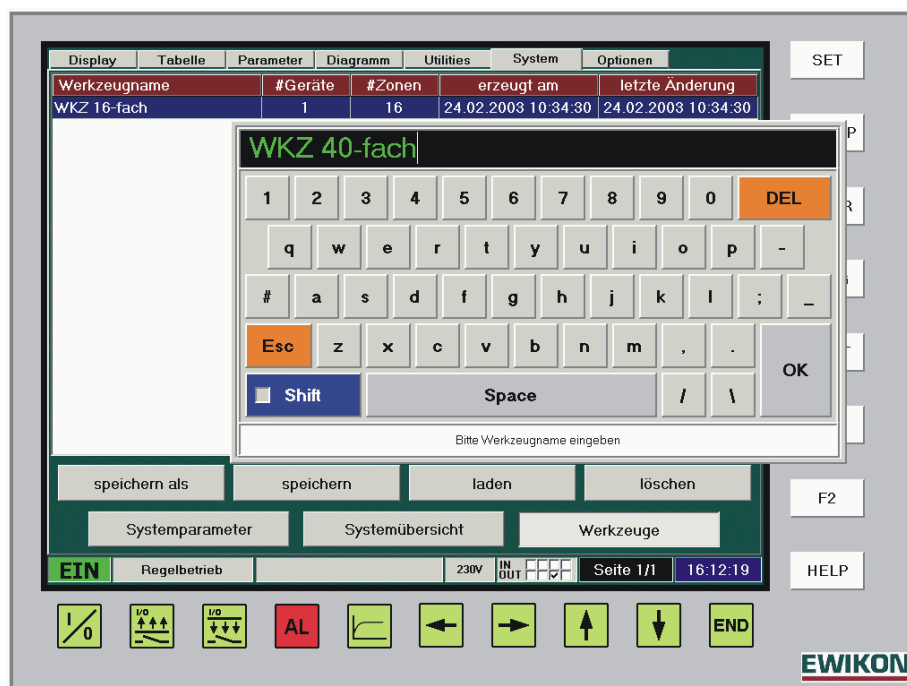 Display Tabelle Parameter Diagramm Utilities System Optionen
SET
Werkzeugname #Geräte #Zonen erzeugt am letzte Änderung
WKZ 16-fach 1 16 24.02.2003 10:34:30 24.02.2003 10:34:30
WKZ 40-fach
1 2 3 4 5 6 7 8 9 0 DEL
q w e r t y u i o p -
# a s d f g h j k l ; _
Esc z x c v b n m , . OK
Shift Space / \
Bitte Werkzeugname eingeben
speichern als speichern laden löschen
F2
Systemparameter Systemübersicht Werkzeuge
EIN Regelbetrieb 230V IN OUT Seite 1/1 16:12:19
HELP
I/0 I/O I/O AL END
EWIKON